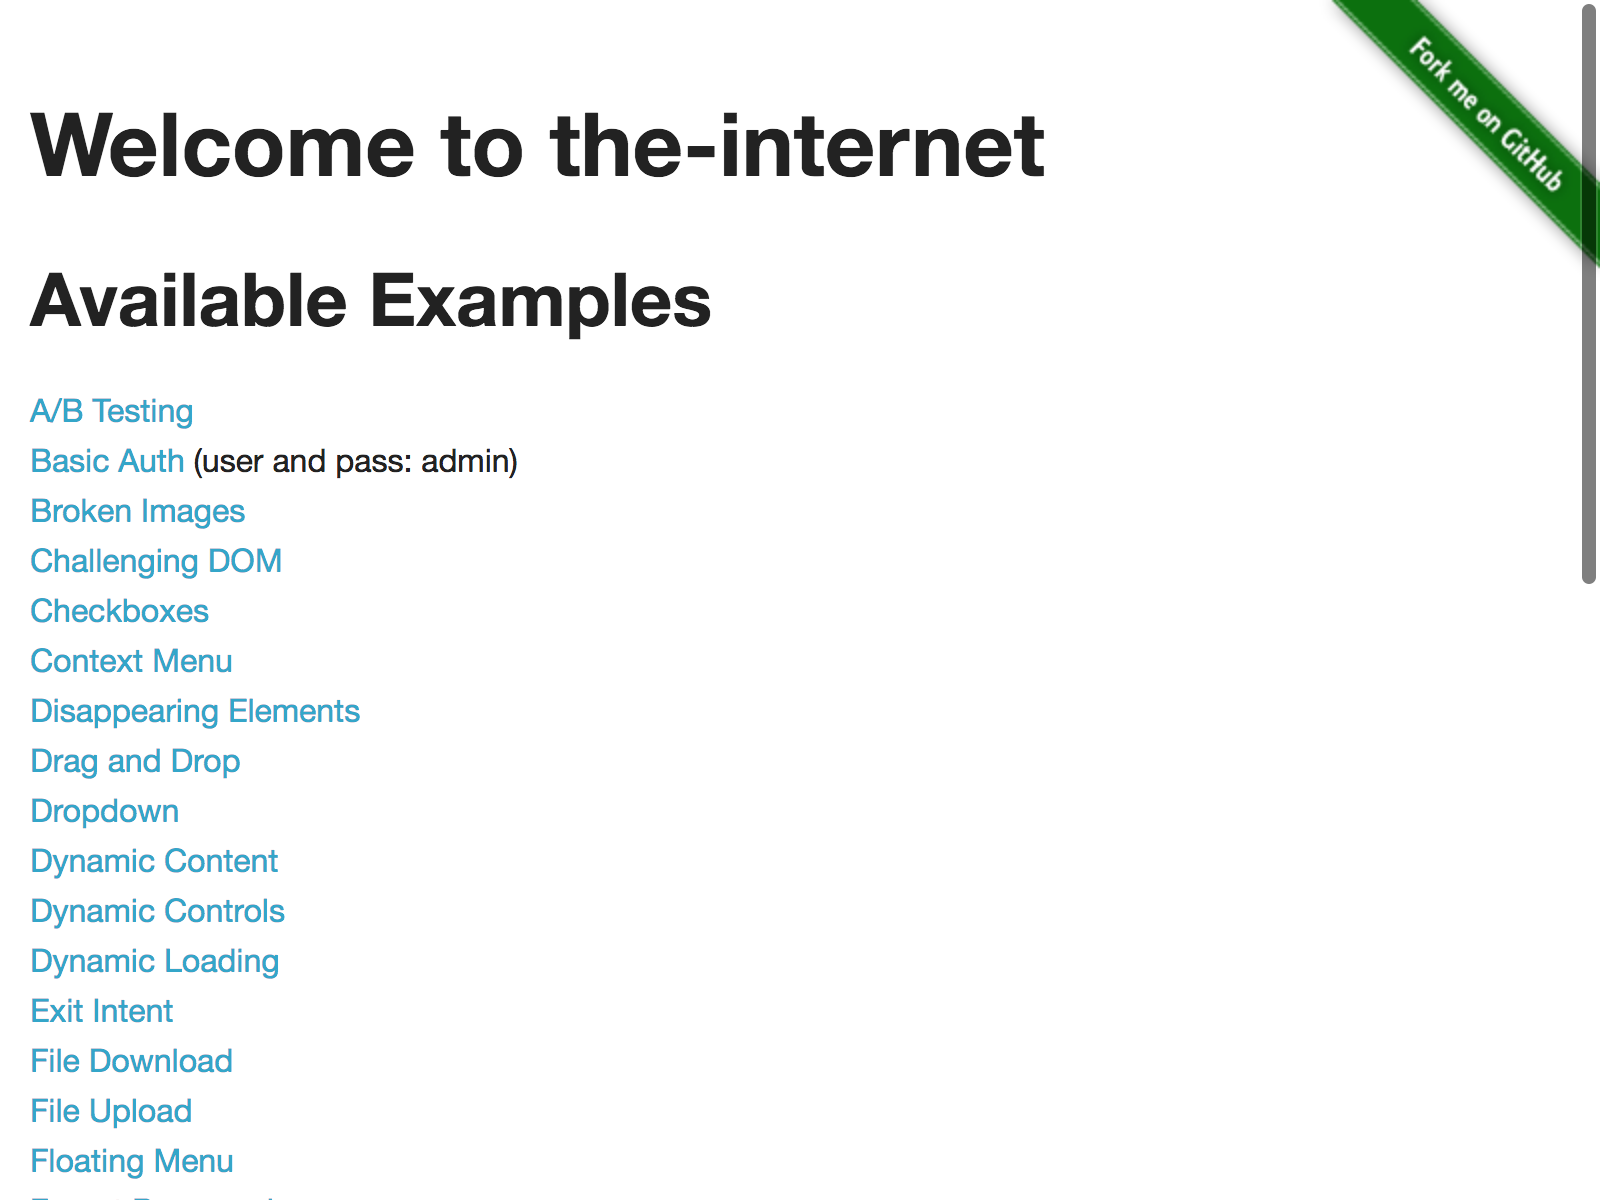 Fork me on GitHub
Welcome to the-internet
Available Examples
A/B Testing
Basic Auth (user and pass: admin)
Broken Images
Challenging DOM
Checkboxes
Context Menu
Disappearing Elements
Drag and Drop
Dropdown
Dynamic Content
Dynamic Controls
Dynamic Loading
Exit Intent
File Download
File Upload
Floating Menu